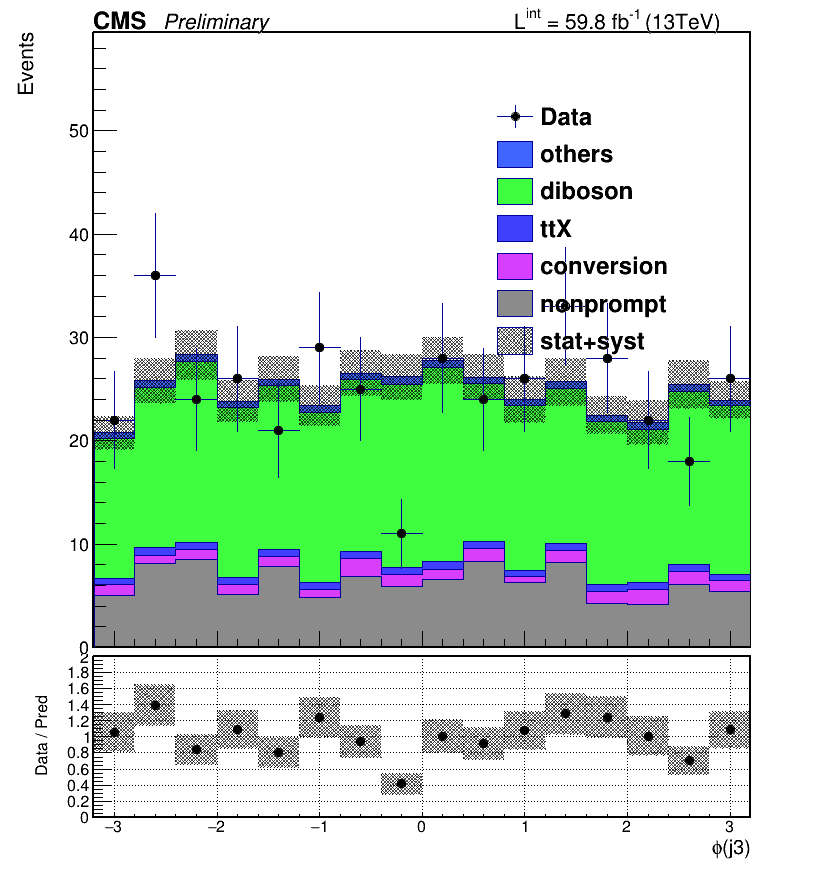 CMS Preliminary L^int = 59.8 fb^-1 (13TeV)
Events
50
40
30
20
10
0
Data
others
diboson
ttX
conversion
nonprompt
stat+syst
Data / Pred
2
1.8
1.6
1.4
1.2
1
0.8
0.6
0.4
0.2
0
−3 −2 −1 0 1 2 3
ϕ(j3)